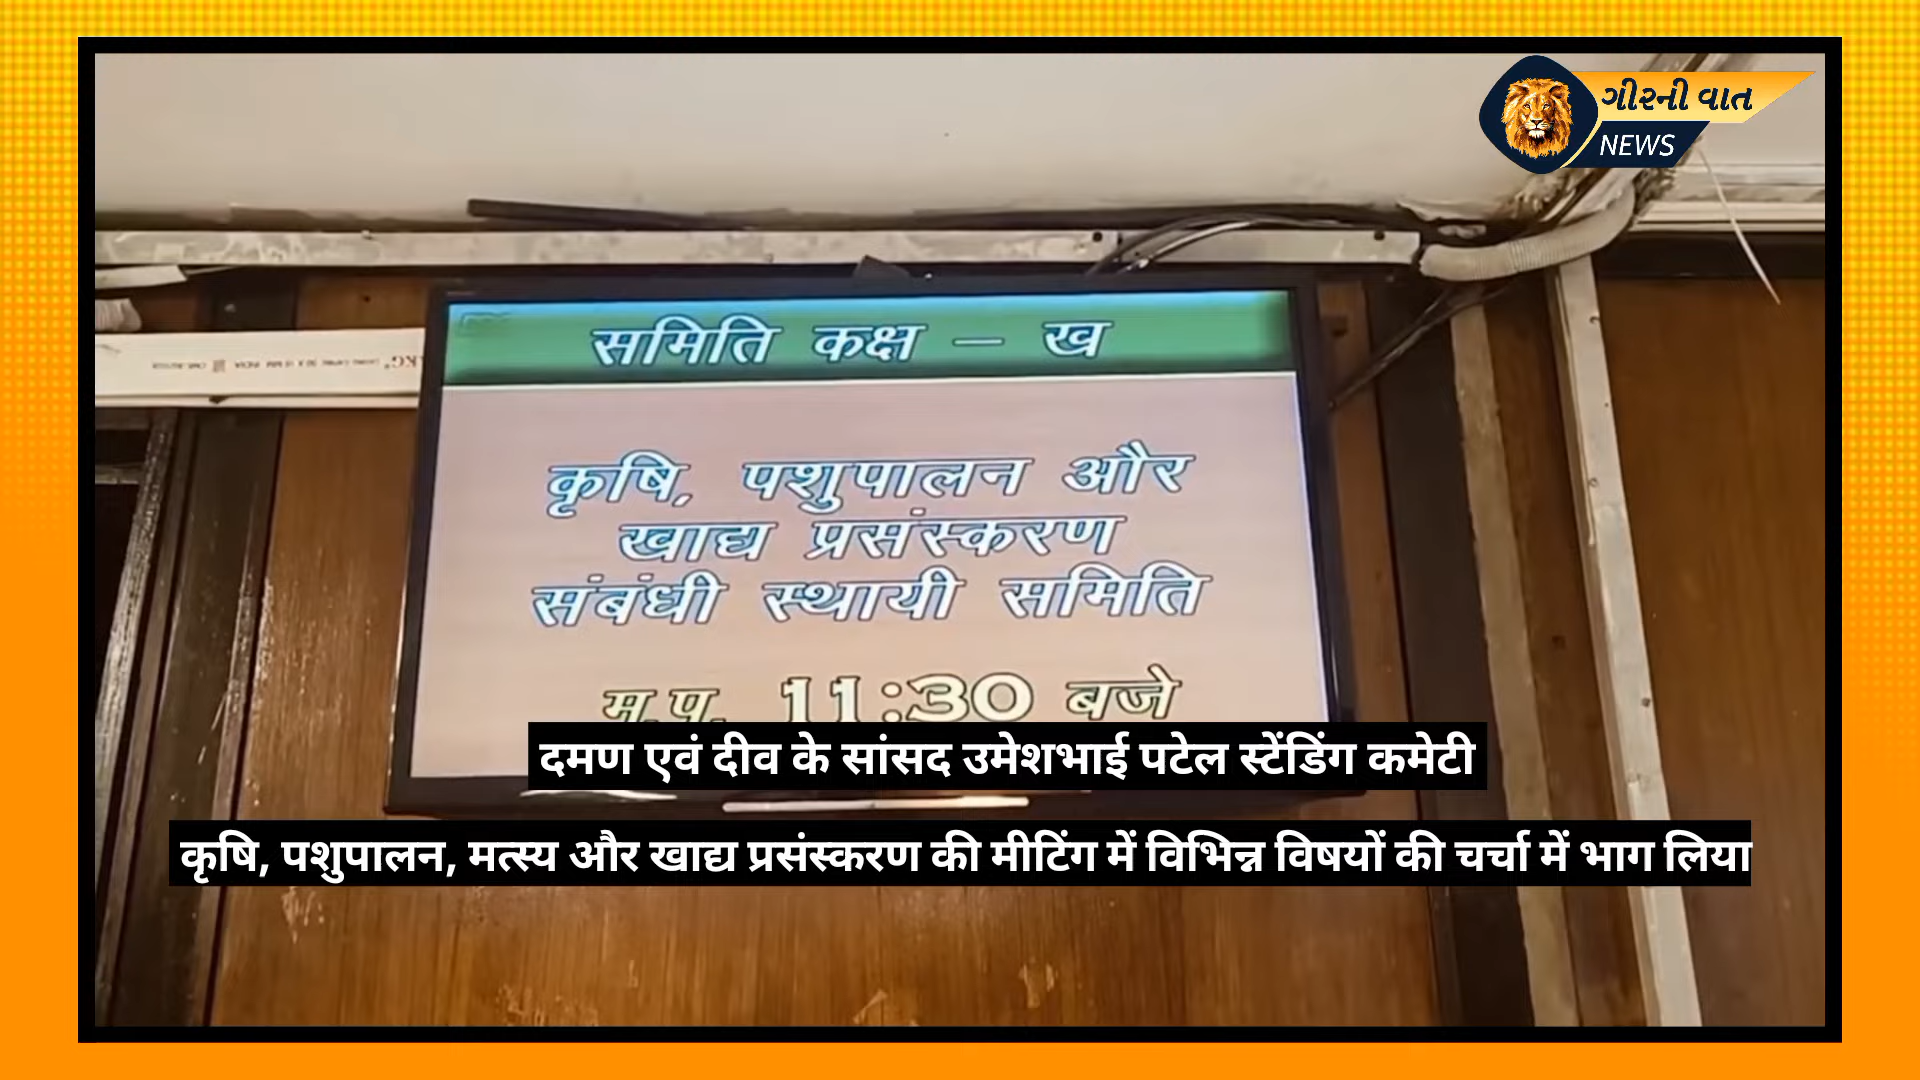 ગીરની વાત
NEWS
समिति कक्ष – ख
कृषि, पशुपालन और
खाद्य प्रसंस्करण
संबंधी स्थायी समिति
म.प. 11:30 बजे
दमण एवं दीव के सांसद उमेशभाई पटेल स्टेंडिंग कमेटी
कृषि, पशुपालन, मत्स्य और खाद्य प्रसंस्करण की मीटिंग में विभिन्न विषयों की चर्चा में भाग लिया